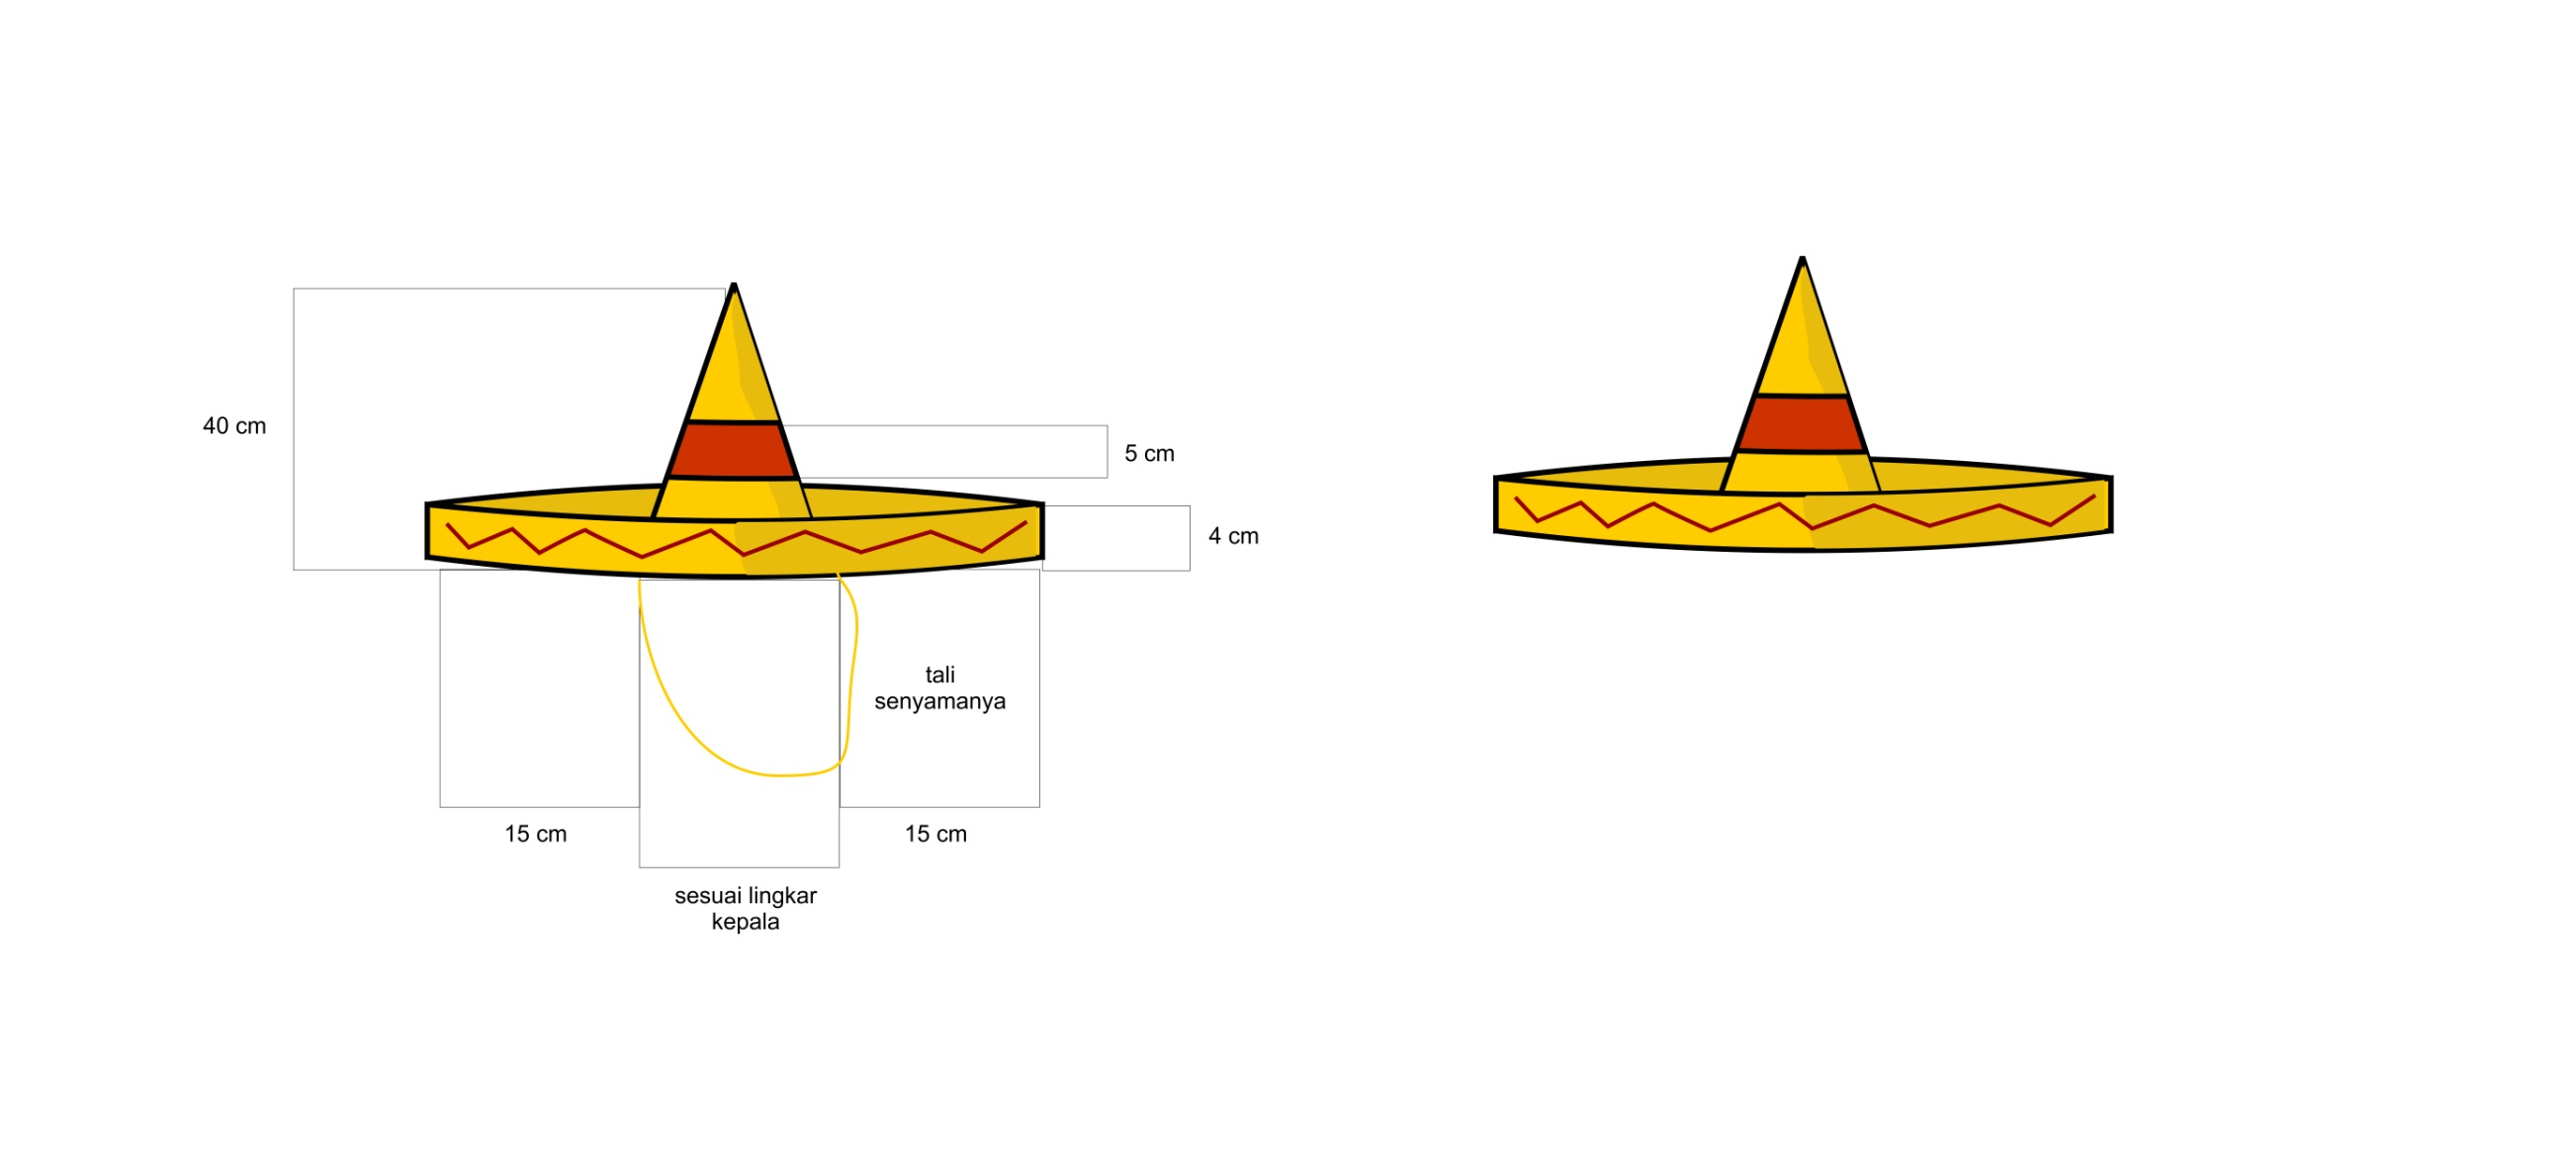 40 cm
5 cm
4 cm
tali
senyamanya
15 cm
15 cm
sesuai lingkar
kepala